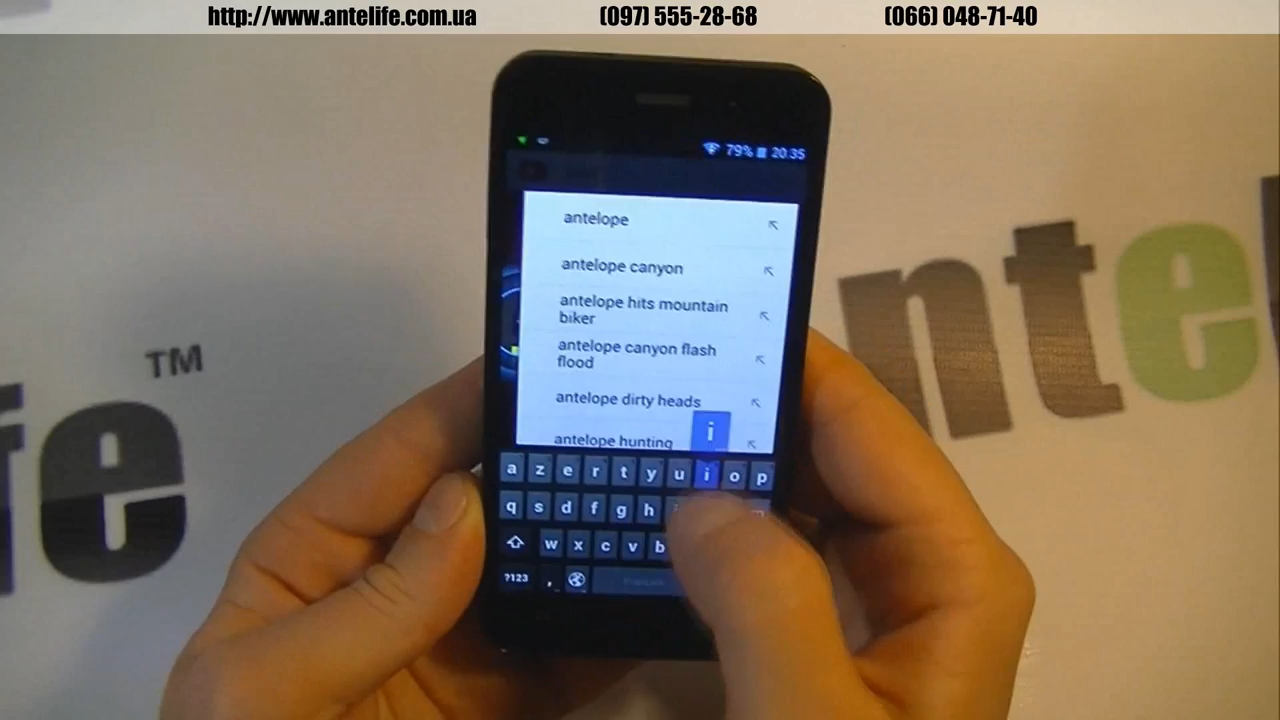 http://www.antelife.com.ua (097) 555-28-68 (066) 048-71-40
79% 20:35
antelope
antelope canyon
antelope hits mountain
biker
antelope canyon flash
flood
antelope dirty heads
antelope hunting
i
a z e r t y u i o p
q s d f g h
w x c v b
?123 , Français
fe TM
nte